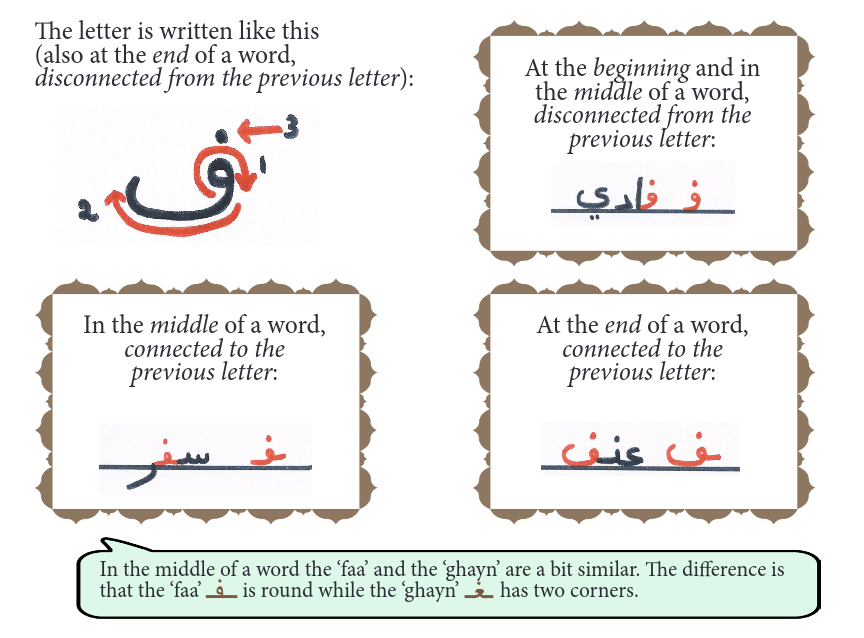 The letter is written like this
(also at the end of a word,
disconnected from the previous letter):
ف
1
2
3
At the beginning and in
the middle of a word,
disconnected from the
previous letter:
ف فادي
In the middle of a word,
connected to the
previous letter:
ـفـ سفر
At the end of a word,
connected to the
previous letter:
ـف عنف
In the middle of a word the ‘faa’ and the ‘ghayn’ are a bit similar. The difference is
that the ‘faa’ ـفـ is round while the ‘ghayn’ ـغـ has two corners.